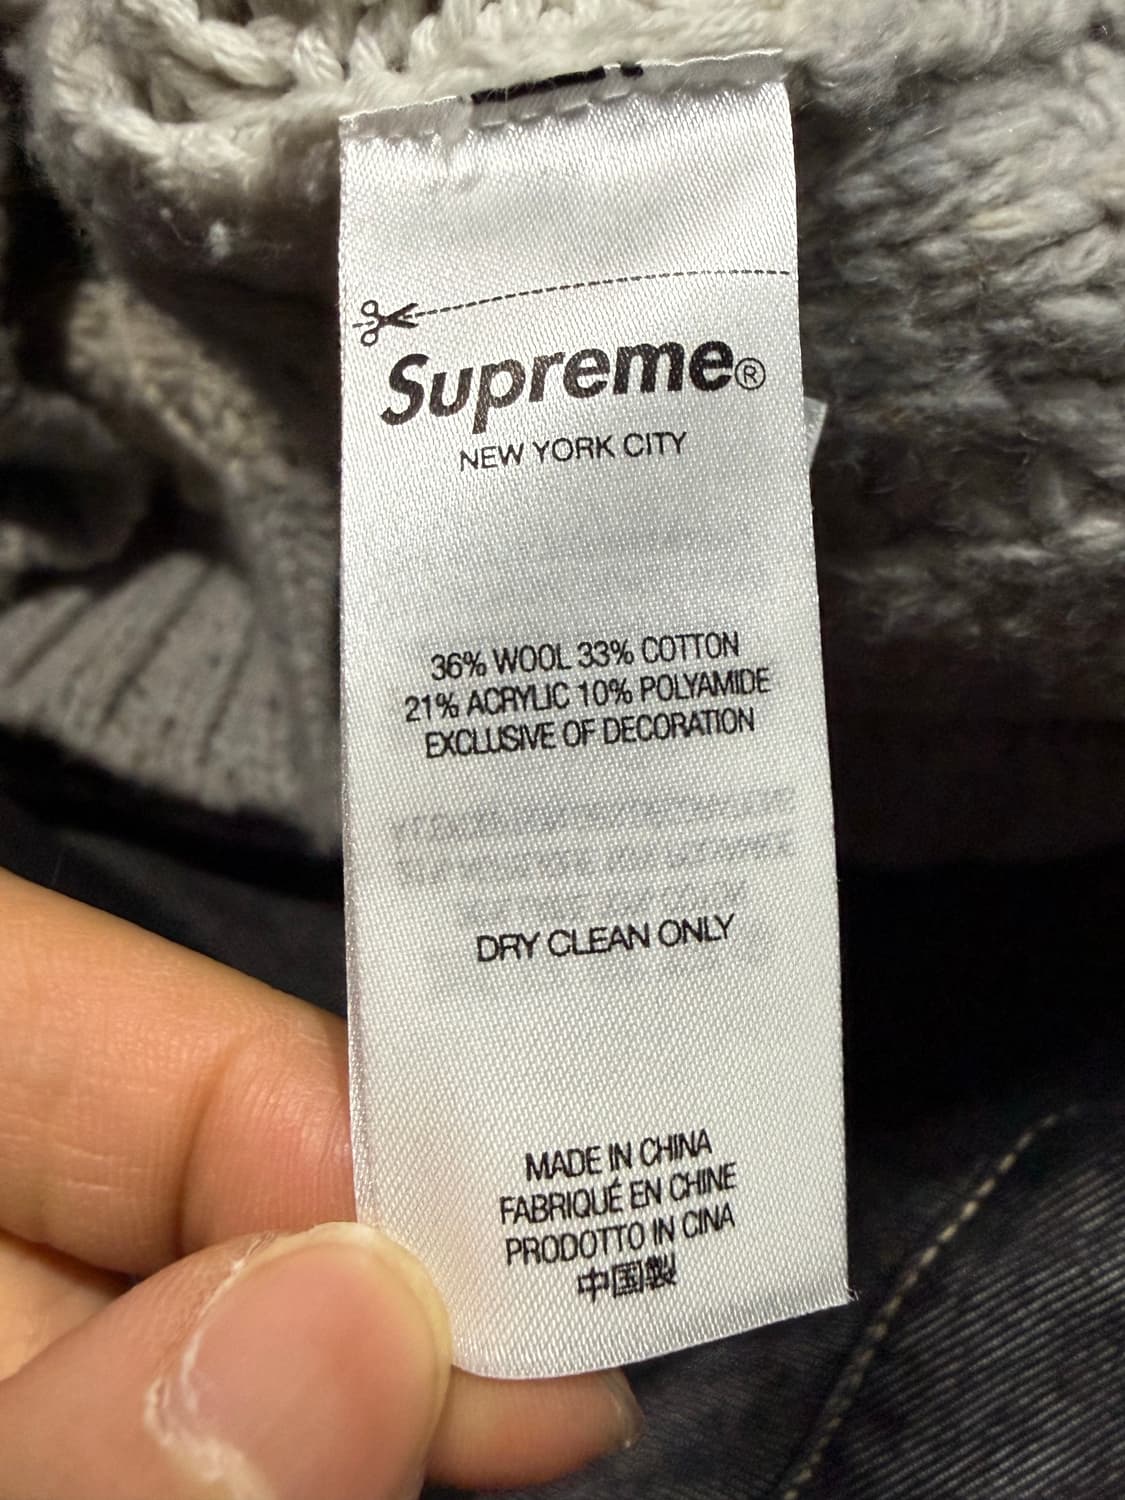 Supreme®
NEW YORK CITY
36% WOOL 33% COTTON
21% ACRYLIC 10% POLYAMIDE
EXCLUSIVE OF DECORATION
DRY CLEAN ONLY
MADE IN CHINA
FABRIQUÉ EN CHINE
PRODOTTO IN CINA
中国製